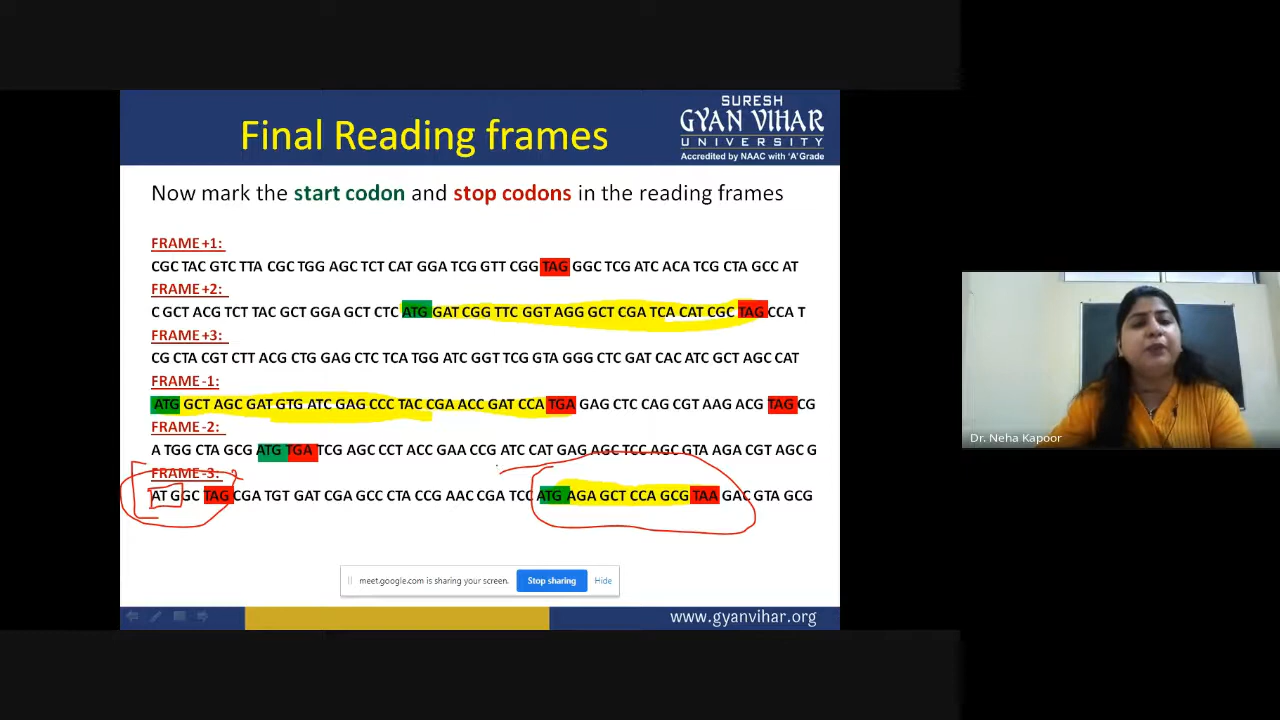 Final Reading frames
SURESH
GYAN VIHAR
UNIVERSITY
Accredited by NAAC with 'A' Grade
Now mark the start codon and stop codons in the reading frames
FRAME +1:
CGC TAC GTC TTA CGC TGG AGC TCT CAT GGA TCG GTT CGG TAG GGC TCG ATC ACA TCG CTA GCC AT
FRAME +2:
C GCT ACG TCT TAC GCT GGA GCT CTC ATG GAT CGG TTC GGT AGG GCT CGA TCA CAT CGC TAG CCA T
FRAME +3:
CG CTA CGT CTT ACG CTG GAG CTC TCA TGG ATC GGT TCG GTA GGG CTC GAT CAC ATC GCT AGC CAT
FRAME -1:
ATG GCT AGC GAT GTG ATC GAG CCC TAC CGA ACC GAT CCA TGA GAG CTC CAG CGT AAG ACG TAG CG
FRAME -2:
A TGG CTA GCG ATG TGA TCG AGC CCT ACC GAA CCG ATC CAT GAG AGC TCC AGC GTA AGA CGT AGC G
FRAME -3:
AT GGC TAG CGA TGT GAT CGA GCC CTA CCG AAC CGA TCC ATG AGA GCT CCA GCG TAA GAC GTA GCG
meet.google.com is sharing your screen. Stop sharing Hide
www.gyanvihar.org
Dr. Neha Kapoor